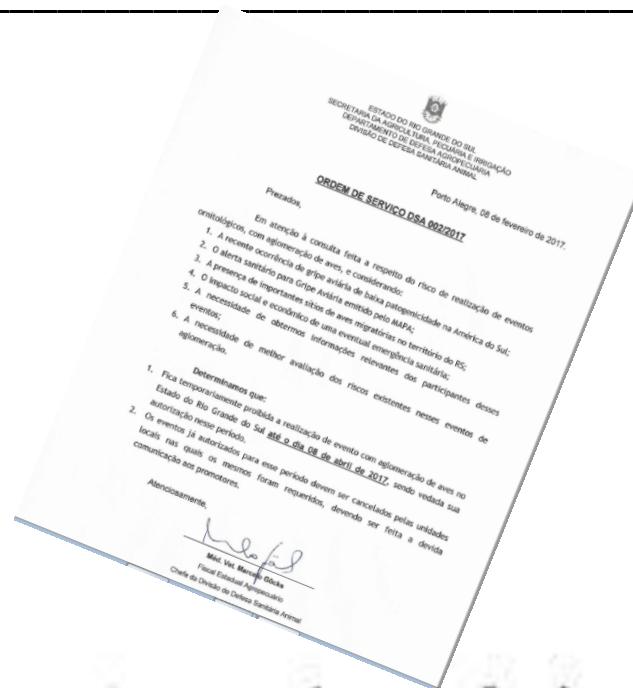 ESTADO DO RIO GRANDE DO SUL
SECRETARIA DA AGRICULTURA, PECUÁRIA E IRRIGAÇÃO
DEPARTAMENTO DE DEFESA AGROPECUÁRIA
DIVISÃO DE DEFESA SANITÁRIA ANIMAL
Porto Alegre, 08 de fevereiro de 2017.
ORDEM DE SERVIÇO DSA 002/2017
Prezados,
Em atenção à consulta feita a respeito do risco de realização de eventos
ornitológicos, com aglomeração de aves, e considerando:
1. A recente ocorrência de gripe aviária de baixa patogenicidade na América do Sul;
2. O alerta sanitário para Gripe Aviária emitido pelo MAPA;
3. A presença de importantes sítios de aves migratórias no território do RS;
4. O impacto social e econômico de uma eventual emergência sanitária;
5. A necessidade de obtermos informações relevantes dos participantes desses
eventos;
6. A necessidade de melhor avaliação dos riscos existentes nesses eventos de
aglomeração,
Determinamos que:
1. Fica temporariamente proibida a realização de evento com aglomeração de aves no
Estado do Rio Grande do Sul até o dia 08 de abril de 2017, sendo vedada sua
autorização nesse período.
2. Os eventos já autorizados para esse período devem ser cancelados pelas unidades
locais nas quais os mesmos foram requeridos, devendo ser feita a devida
comunicação aos promotores.
Atenciosamente,
Méd. Vet. Marcelo Göcks
Fiscal Estadual Agropecuário
Chefe da Divisão de Defesa Sanitária Animal